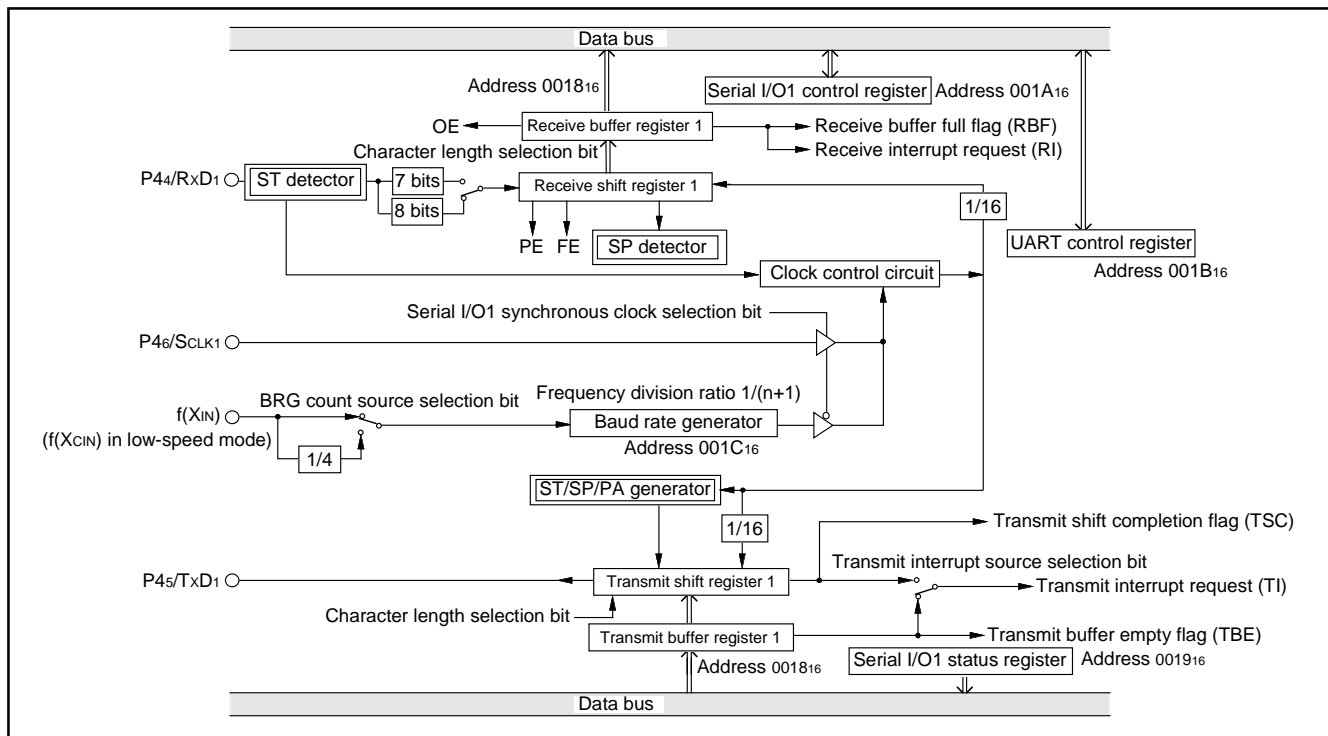 Data bus
Address 001816
Serial I/O1 control register Address 001A16
OE Receive buffer register 1 Receive buffer full flag (RBF)
Character length selection bit Receive interrupt request (RI)
P44/RXD1 ST detector 7 bits Receive shift register 1
8 bits 1/16
PE FE SP detector UART control register
Clock control circuit Address 001B16
Serial I/O1 synchronous clock selection bit
P46/SCLK1
BRG count source selection bit Frequency division ratio 1/(n+1)
f(XIN) Baud rate generator
(f(XCIN) in low-speed mode) Address 001C16
1/4
ST/SP/PA generator
1/16 Transmit shift completion flag (TSC)
Transmit interrupt source selection bit
P45/TXD1 Transmit shift register 1 Transmit interrupt request (TI)
Character length selection bit
Transmit buffer register 1 Transmit buffer empty flag (TBE)
Address 001816 Serial I/O1 status register Address 001916
Data bus